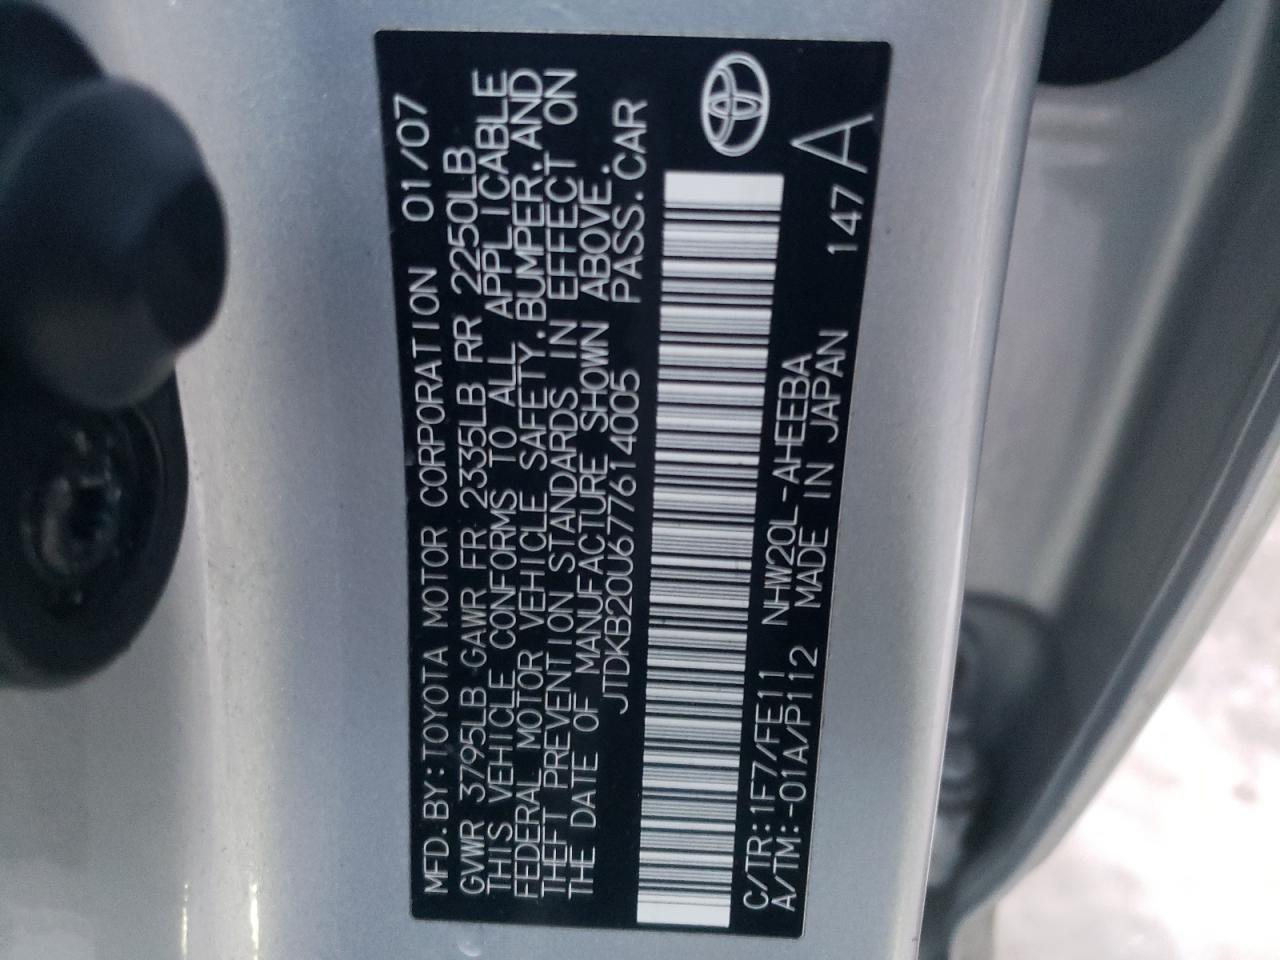 MFD.BY:TOYOTA MOTOR CORPORATION 01/07
GVWR 3795LB GAWR FR 2335LB RR 2250LB
THIS VEHICLE CONFORMS TO ALL APPLICABLE
FEDERAL MOTOR VEHICLE SAFETY,BUMPER,AND
THEFT PREVENTION STANDARDS IN EFFECT ON
THE DATE OF MANUFACTURE SHOWN ABOVE.
JTDKB20U677614005 PASS.CAR
C/TR:1F7/FE11 NHW20L-AHEEBA
A/TM:-01A/P112 MADE IN JAPAN 147 A